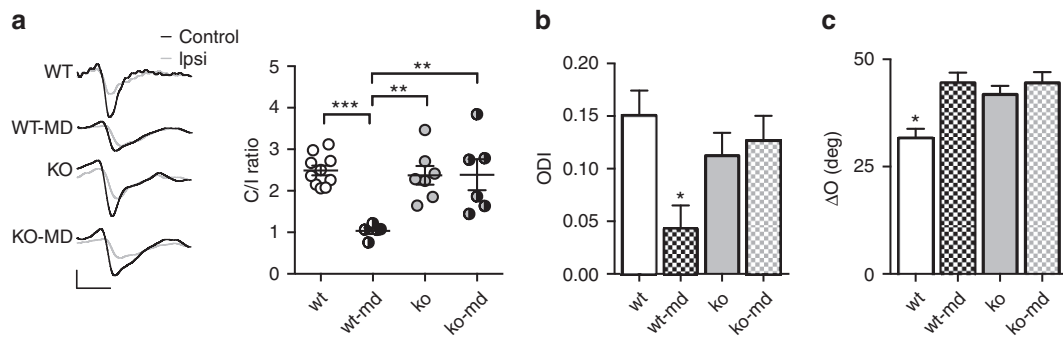 a
Control
Ipsi
WT
WT-MD
KO
KO-MD
C/I ratio
5
4
3
2
1
0
***
**
**
wt
wt-md
ko
ko-md
b
ODI
0.20
0.15
0.10
0.05
0.00
*
wt
wt-md
ko
ko-md
c
ΔO (deg)
50
25
0
*
wt
wt-md
ko
ko-md